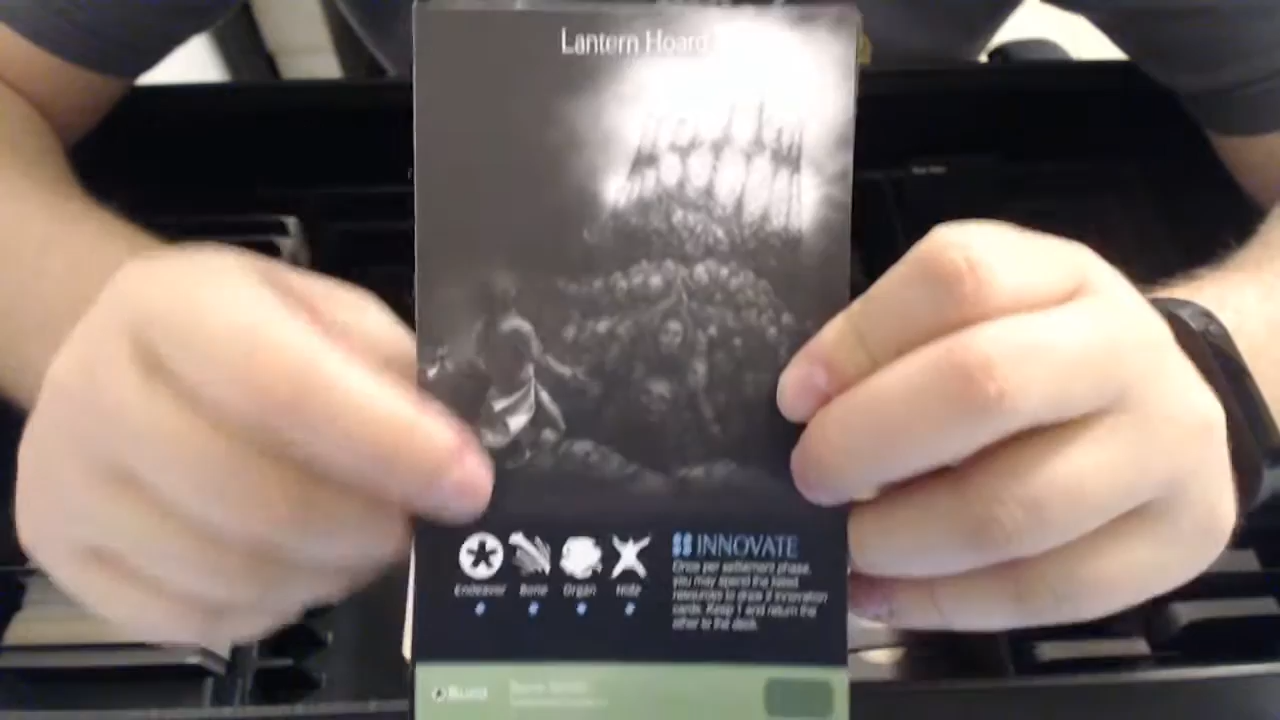 Lantern Hoard
Endeavor Bone Organ Hide
INNOVATE
Once per settlement phase,
you may spend the listed
resources to draw 2 innovation
cards. Keep 1 and return the
other to the deck.
Build